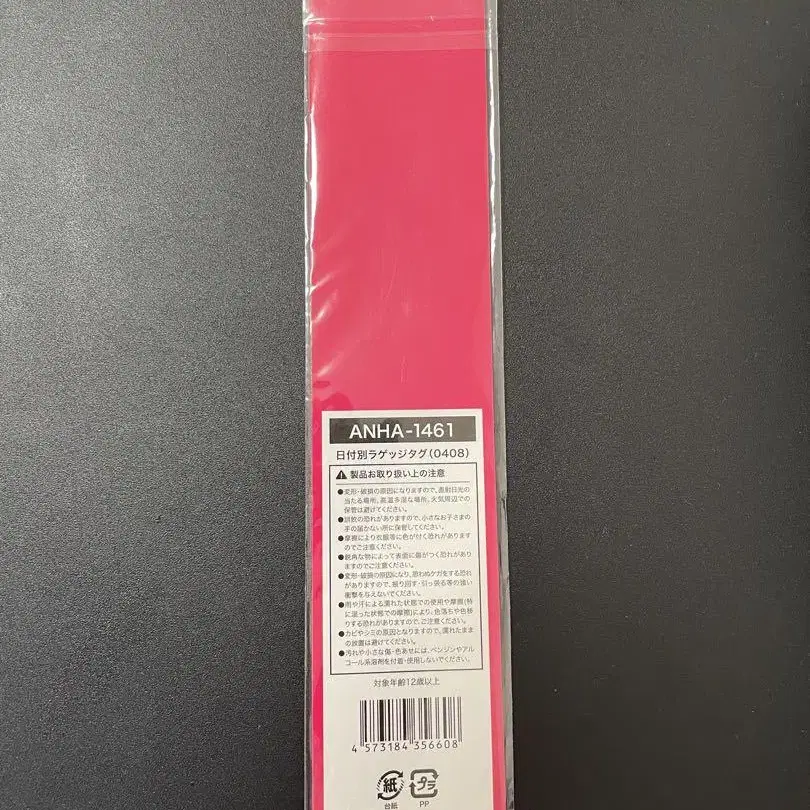 ANHA-1461
日付別ラゲッジタグ(0408)
製品お取り扱い上の注意
●変形・破損の原因になりますので、直射日光の
当たる場所、高温多湿な場所、火気周辺での
保管は避けてください。
●誤飲の恐れがありますので、小さなお子さまの
手の届かない所に保管してください。
●摩擦により衣服等に色が付く恐れがあります
のでご注意ください。
●鋭角な物によって表面に傷がつく恐れがあり
ますのでご注意ください。
●変形・破損の原因になり、思わぬケガをする恐れ
がありますので、振り回す・引っ張る等の強い
衝撃を与えないでください。
●雨や汗による濡れた状態での使用や摩擦(特
に湿った状態での摩擦)により、色落ちや色移
りする恐れがありますので、ご注意ください。
●カビやシミの原因となりますので、濡れたまま
の放置は避けてください。
●汚れや小さな傷・色あせには、ベンジンやアル
コール系溶剤を付着・使用しないでください。
対象年齢12歳以上
4 573184 356608
紙 プラ
台紙 PP